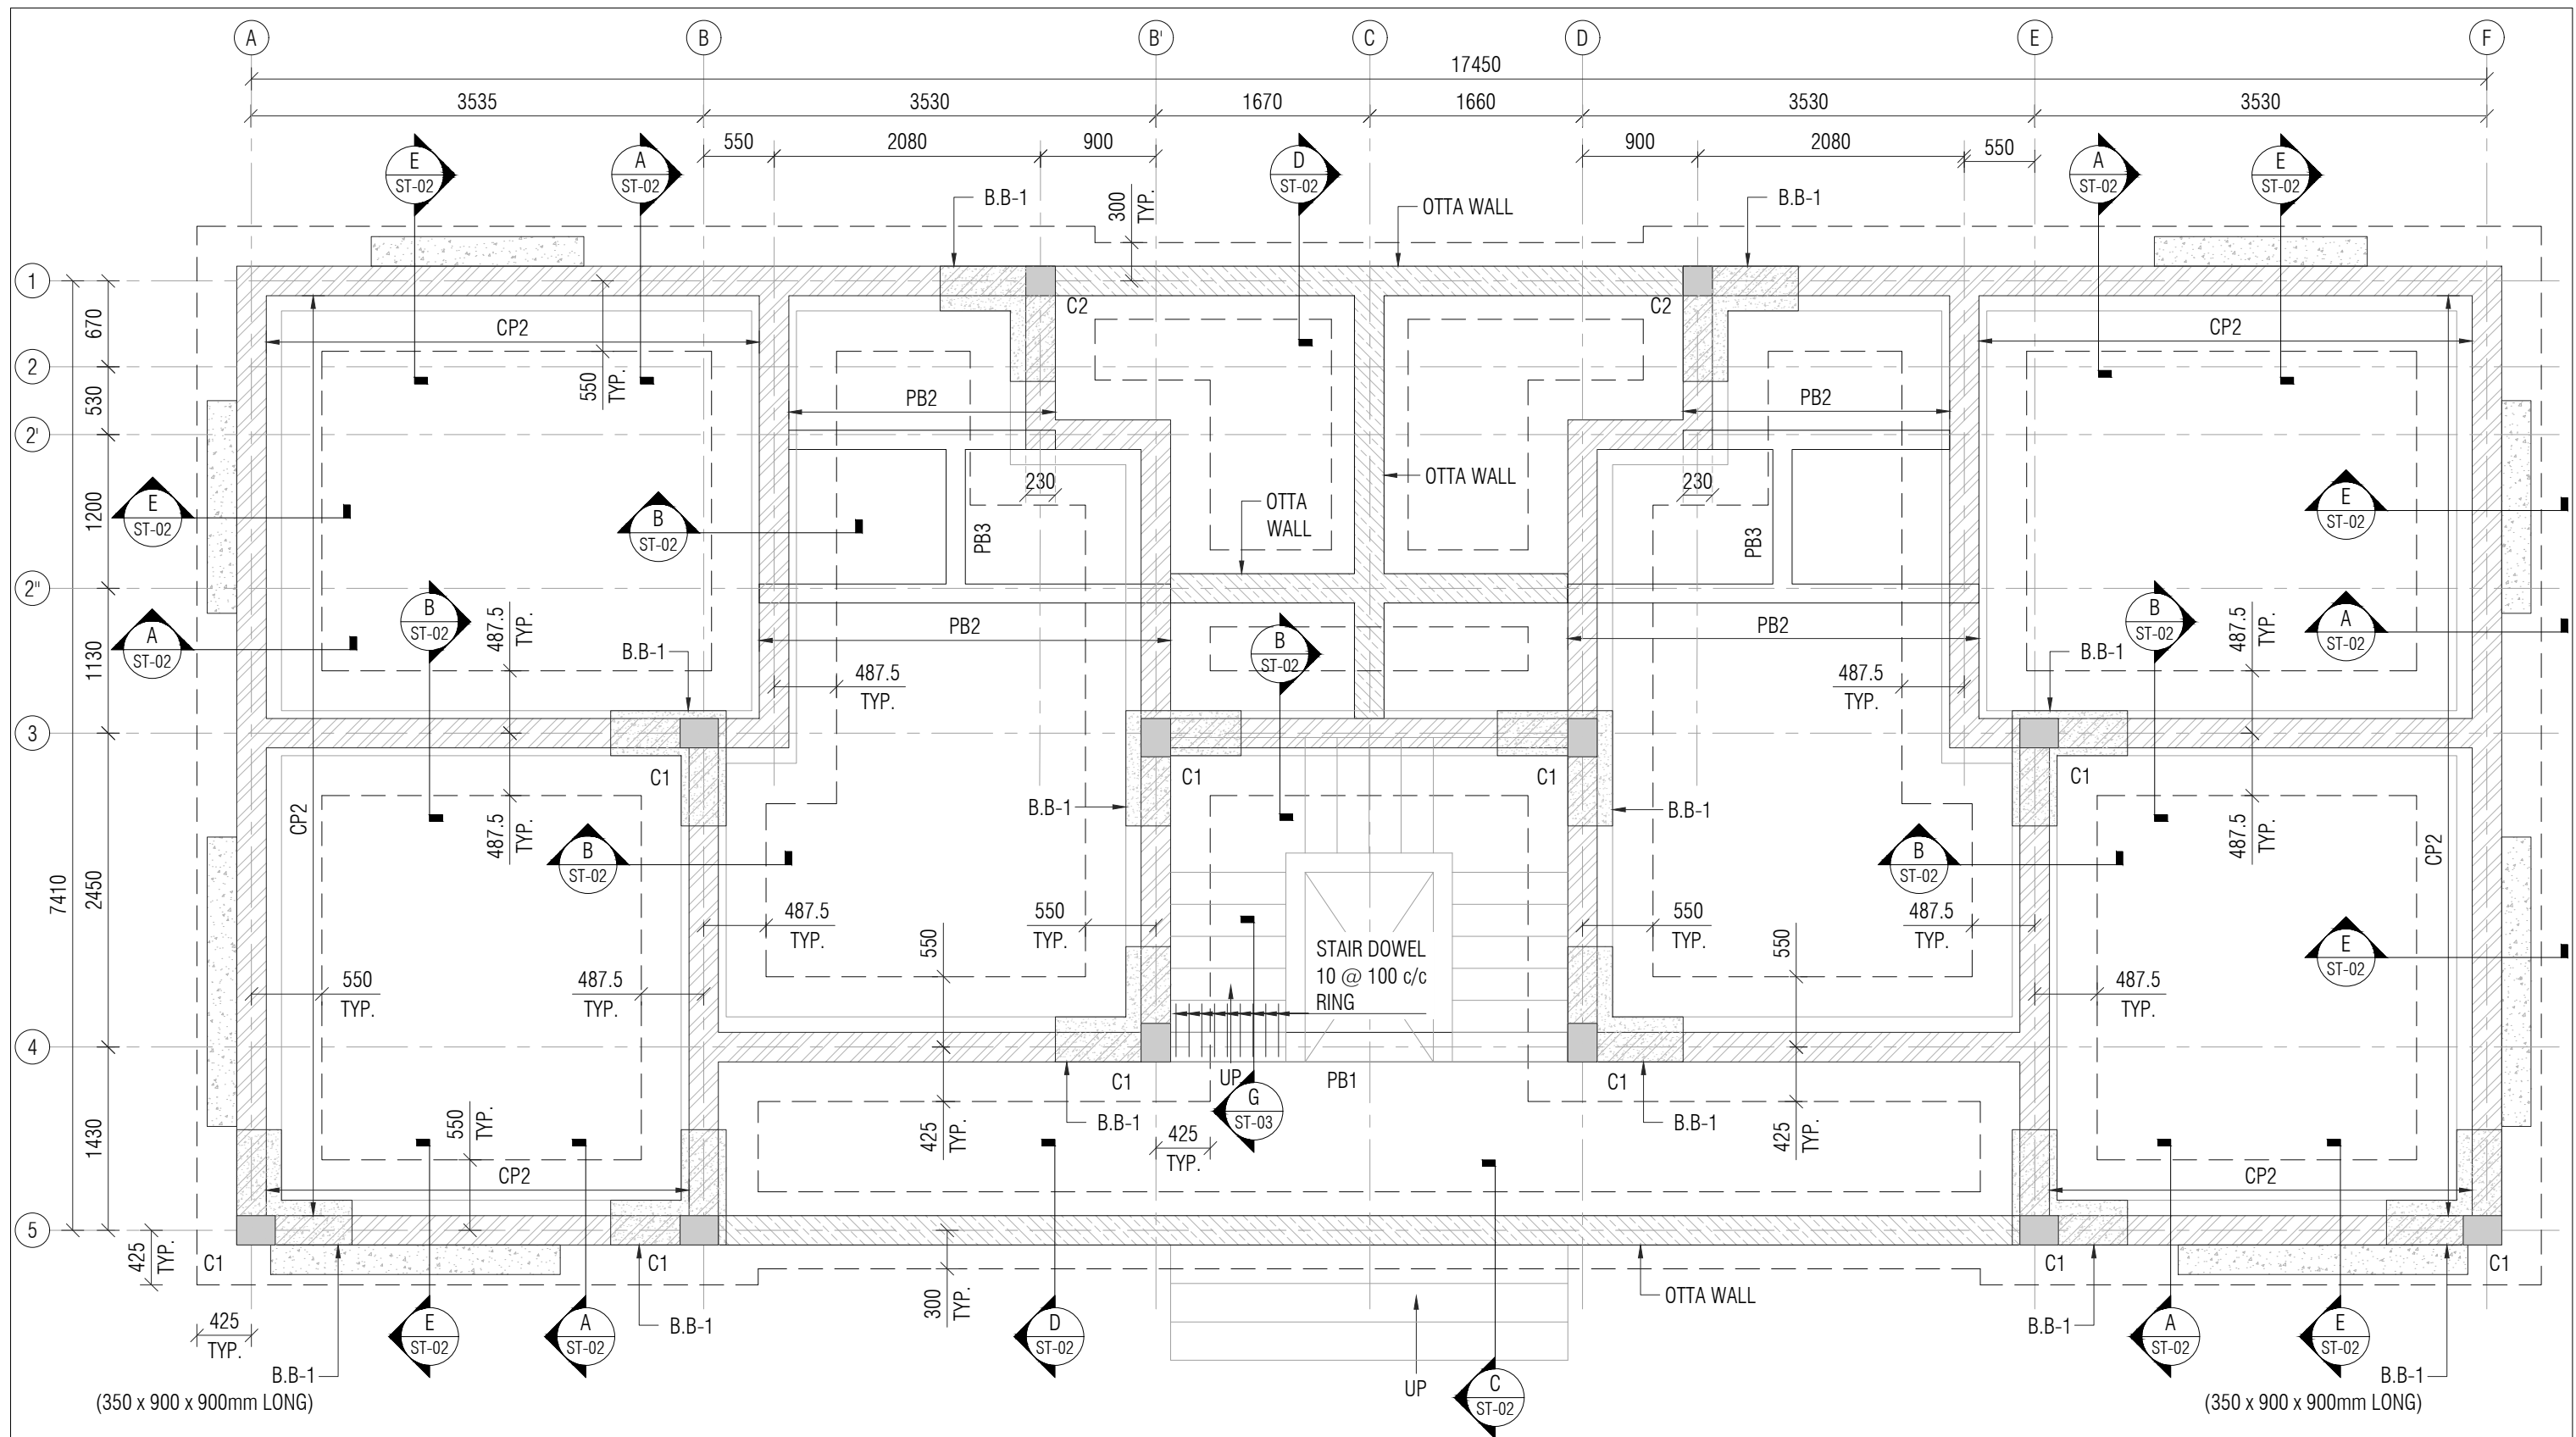 A
B
B'
C
D
E
F
17450
3535
3530
1670
1660
3530
3530
550
2080
900
900
2080
550
E
ST-02
A
ST-02
D
ST-02
A
ST-02
E
ST-02
B.B-1
300
TYP.
OTTA WALL
B.B-1
1
C2
C2
670
CP2
CP2
2
550
TYP.
PB2
PB2
530
2'
230
OTTA WALL
230
E
ST-02
1200
E
ST-02
B
ST-02
OTTA
WALL
PB3
PB3
2"
B
ST-02
487.5
TYP.
B.B-1
PB2
B
ST-02
PB2
B
ST-02
487.5
TYP.
A
ST-02
A
ST-02
1130
B.B-1
487.5
TYP.
487.5
TYP.
3
C1
C1
C1
C1
B.B-1
B.B-1
CP2
487.5
TYP.
487.5
TYP.
CP2
B
ST-02
B
ST-02
7410
2450
487.5
TYP.
550
TYP.
550
TYP.
487.5
TYP.
550
550
STAIR DOWEL
10 @ 100 c/c
RING
E
ST-02
550
TYP.
487.5
TYP.
487.5
TYP.
4
C1
UP
PB1
C1
G
ST-03
B.B-1
B.B-1
1430
550
TYP.
425
TYP.
425
TYP.
425
TYP.
CP2
CP2
5
425
TYP.
C1
C1
C1
C1
300
TYP.
OTTA WALL
425
TYP.
E
ST-02
A
ST-02
B.B-1
D
ST-02
B.B-1
A
ST-02
E
ST-02
B.B-1
(350 x 900 x 900mm LONG)
UP
C
ST-02
B.B-1
(350 x 900 x 900mm LONG)